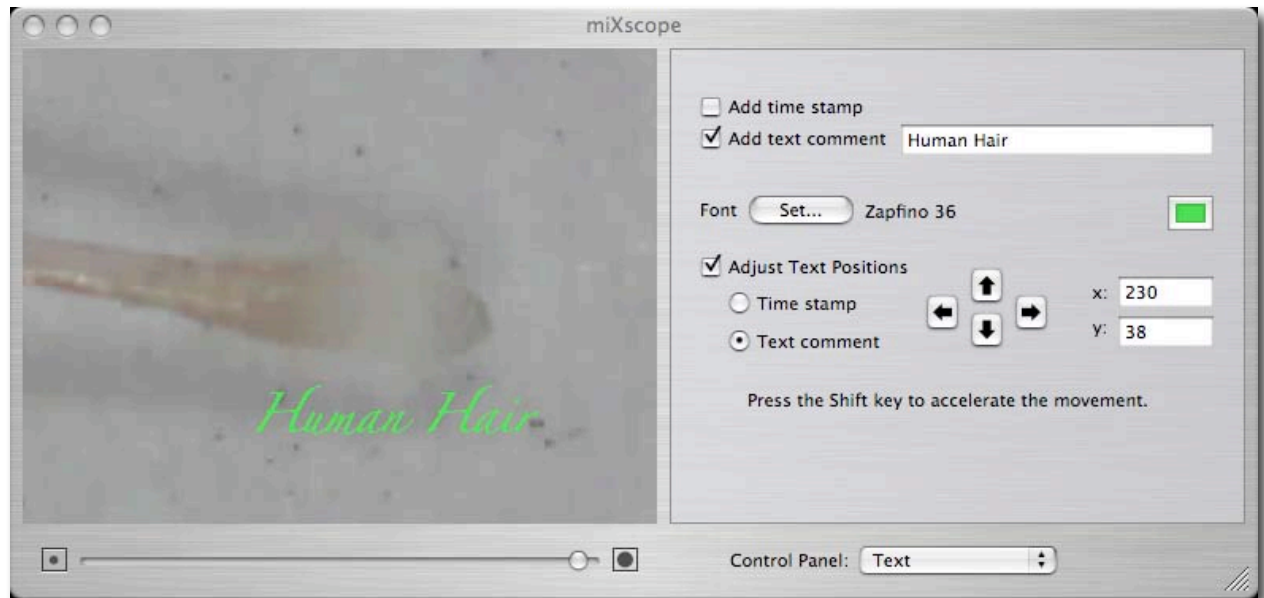 miXscope
Add time stamp
Add text comment Human Hair
Font Set... Zapfino 36
Adjust Text Positions
Time stamp
Text comment
x: 230
y: 38
Press the Shift key to accelerate the movement.
Human Hair
Control Panel: Text